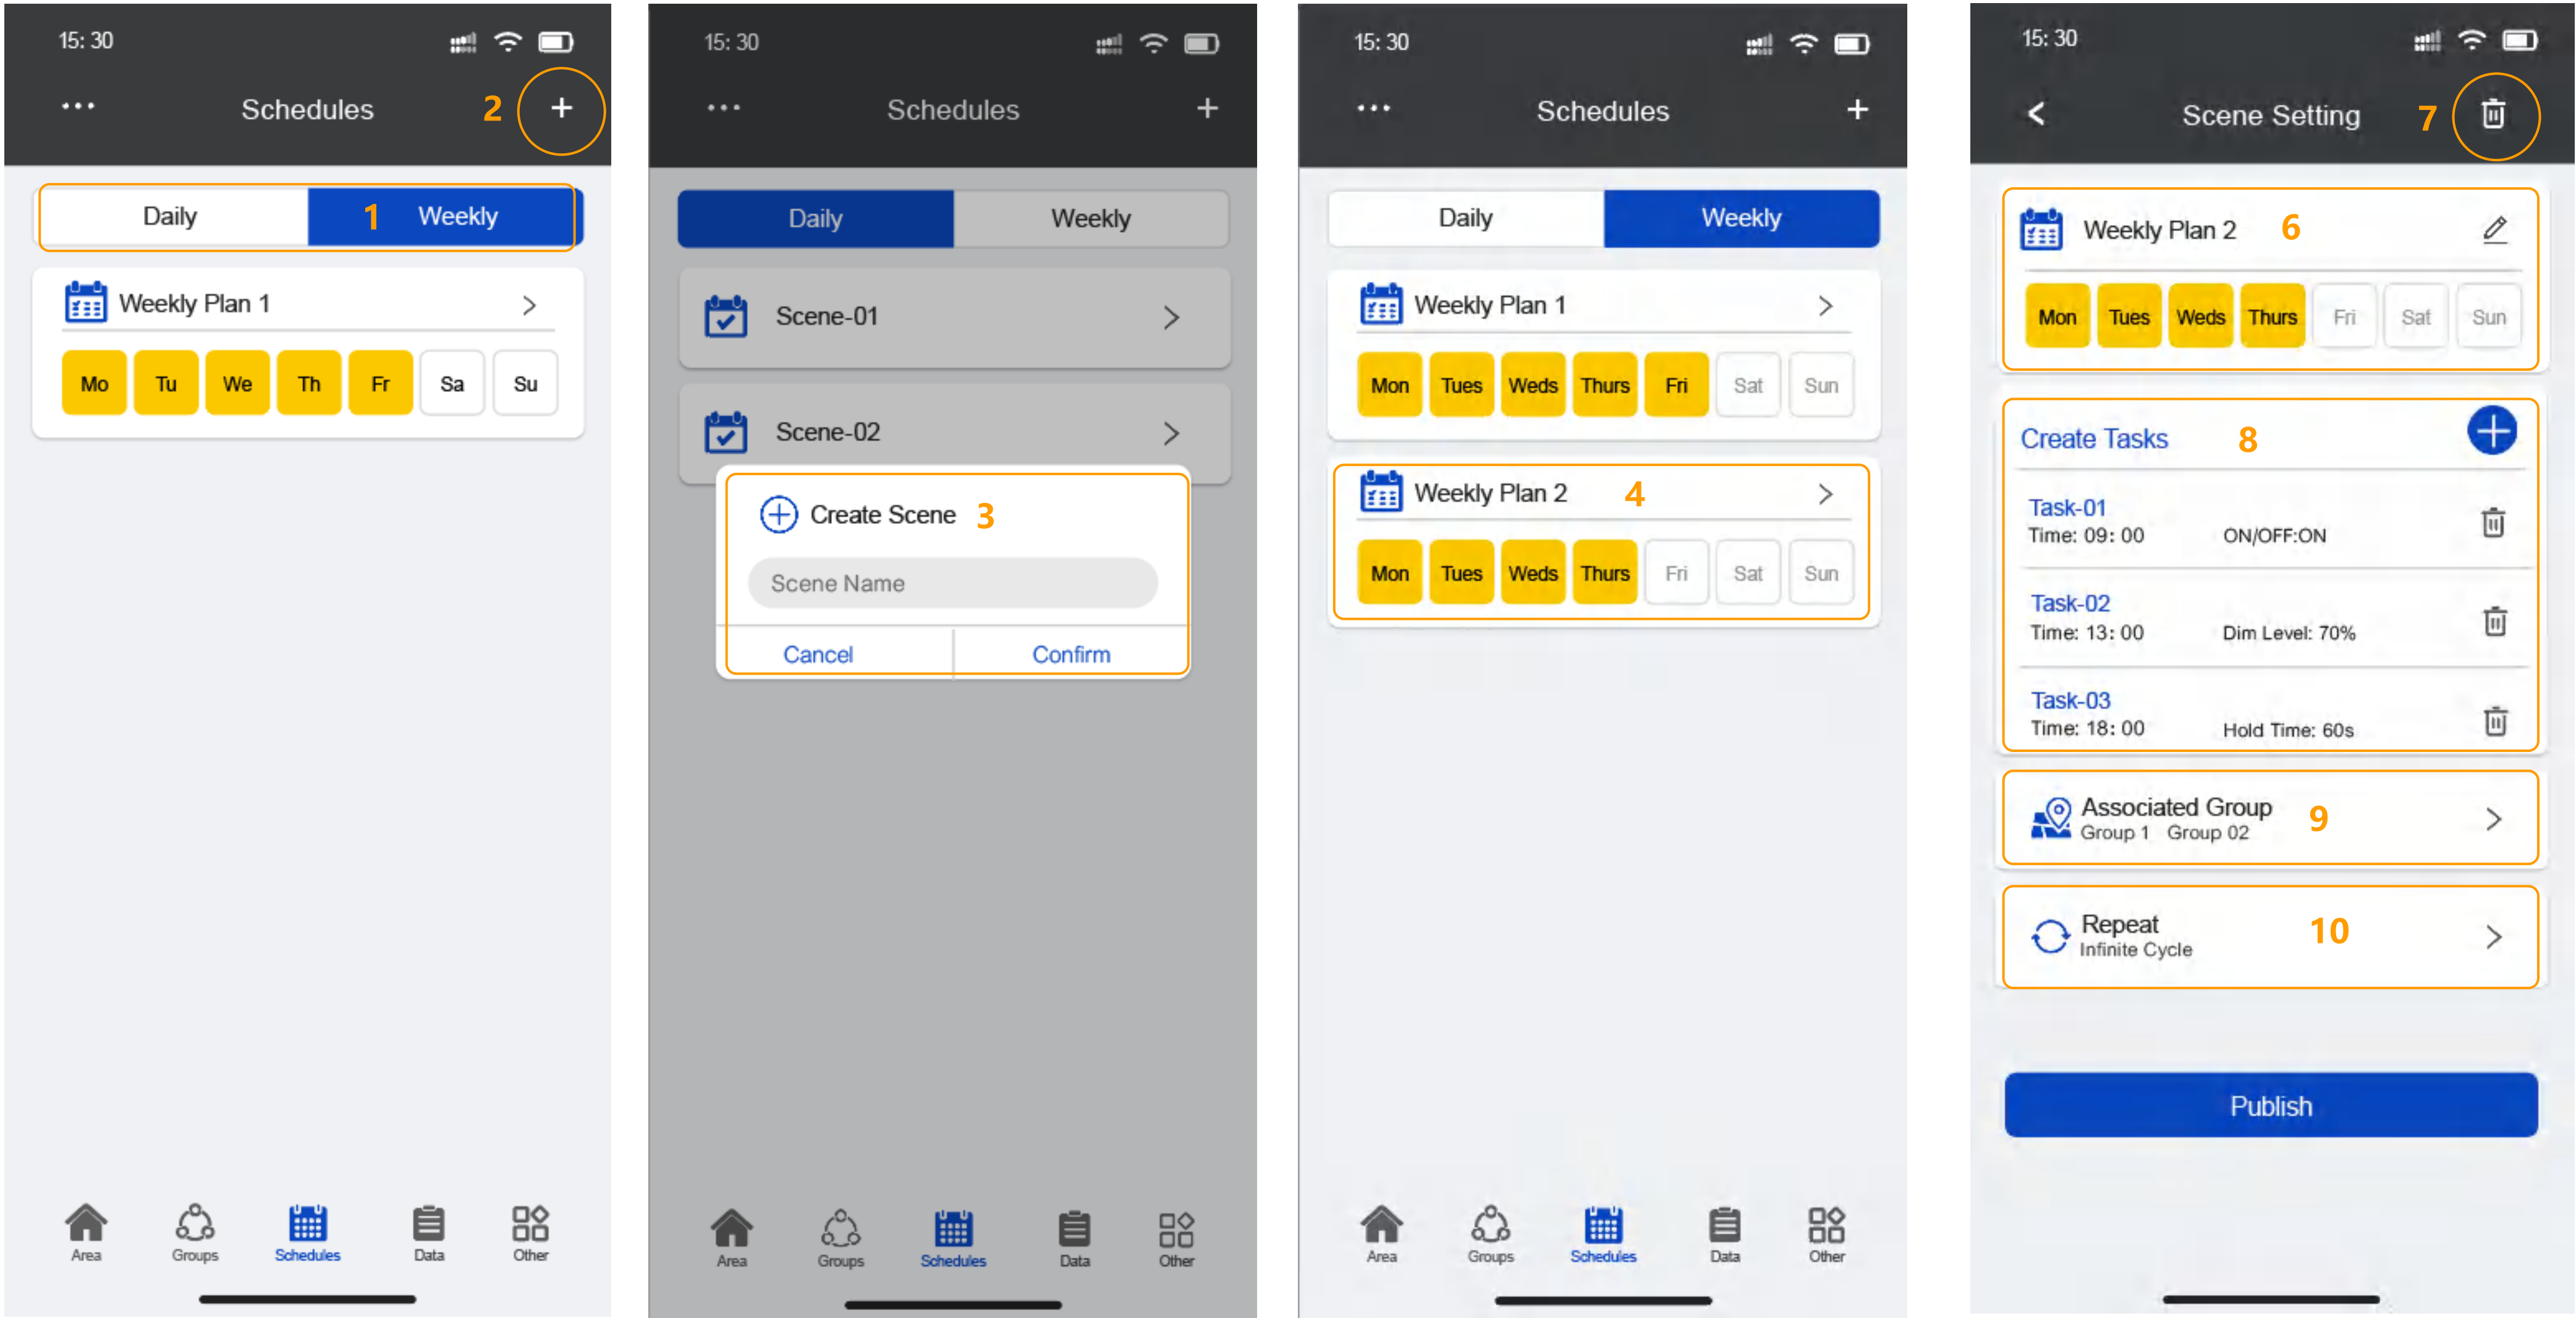 15: 30
... Schedules 2 +
Daily 1 Weekly
Weekly Plan 1 >
Mo Tu We Th Fr Sa Su
Area Groups Schedules Data Other
15: 30
... Schedules +
Daily Weekly
Scene-01 >
Scene-02 >
Create Scene 3
Scene Name
Cancel Confirm
Area Groups Schedules Data Other
15: 30
... Schedules +
Daily Weekly
Weekly Plan 1 >
Mon Tues Weds Thurs Fri Sat Sun
Weekly Plan 2 4 >
Mon Tues Weds Thurs Fri Sat Sun
Area Groups Schedules Data Other
15: 30
< Scene Setting 7
Weekly Plan 2 6
Mon Tues Weds Thurs Fri Sat Sun
Create Tasks 8
Task-01
Time: 09: 00 ON/OFF:ON
Task-02
Time: 13: 00 Dim Level: 70%
Task-03
Time: 18: 00 Hold Time: 60s
Associated Group 9 >
Group 1 Group 02
Repeat 10 >
Infinite Cycle
Publish